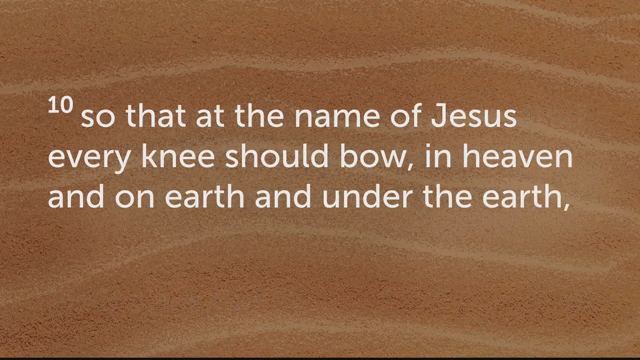 10 so that at the name of Jesus
every knee should bow, in heaven
and on earth and under the earth,